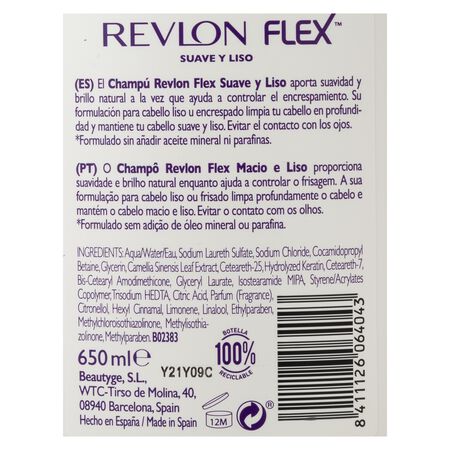 REVLON FLEX™
SUAVE Y LISO
(ES) El Champú Revlon Flex Suave y Liso aporta suavidad y
brillo natural a la vez que ayuda a controlar el encrespamiento. Su
formulación para cabello liso u encrespado limpia tu cabello en profundi-
dad y mantiene tu cabello suave y liso. Evitar el contacto con los ojos.
*Formulado sin añadir aceite mineral ni parafinas.
(PT) O Champô Revlon Flex Macio e Liso proporciona
suavidade e brilho natural enquanto ajuda a controlar o frisagem. A sua
formulação para cabelo liso ou frisado limpa profundamente o cabelo e
mantém o cabelo macio e liso. Evitar o contato com os olhos.
*Formulado sem adição de óleo mineral ou parafina.
INGREDIENTS: Aqua/Water/Eau, Sodium Laureth Sulfate, Sodium Chloride, Cocamidopropyl
Betaine, Glycerin, Camellia Sinensis Leaf Extract, Ceteareth-25, Hydrolyzed Keratin, Ceteareth-7,
Bis-Cetearyl Amodimethicone, Glyceryl Laurate, Isostearamide MIPA, Styrene/Acrylates
Copolymer, Trisodium HEDTA, Citric Acid, Parfum (Fragrance),
Citronellol, Hexyl Cinnamal, Limonene, Linalool, Ethylparaben,
Methylchloroisothiazolinone, Methylisothia-
zolinone, Methylparaben. B02383
650 ml e
Y21Y09C
Beautyge, S.L.
WTC-Tirso de Molina, 40,
08940 Barcelona, Spain
Hecho en España / Made in Spain
BOTELLA
100%
RECICLABLE
12M
8 411126 064043